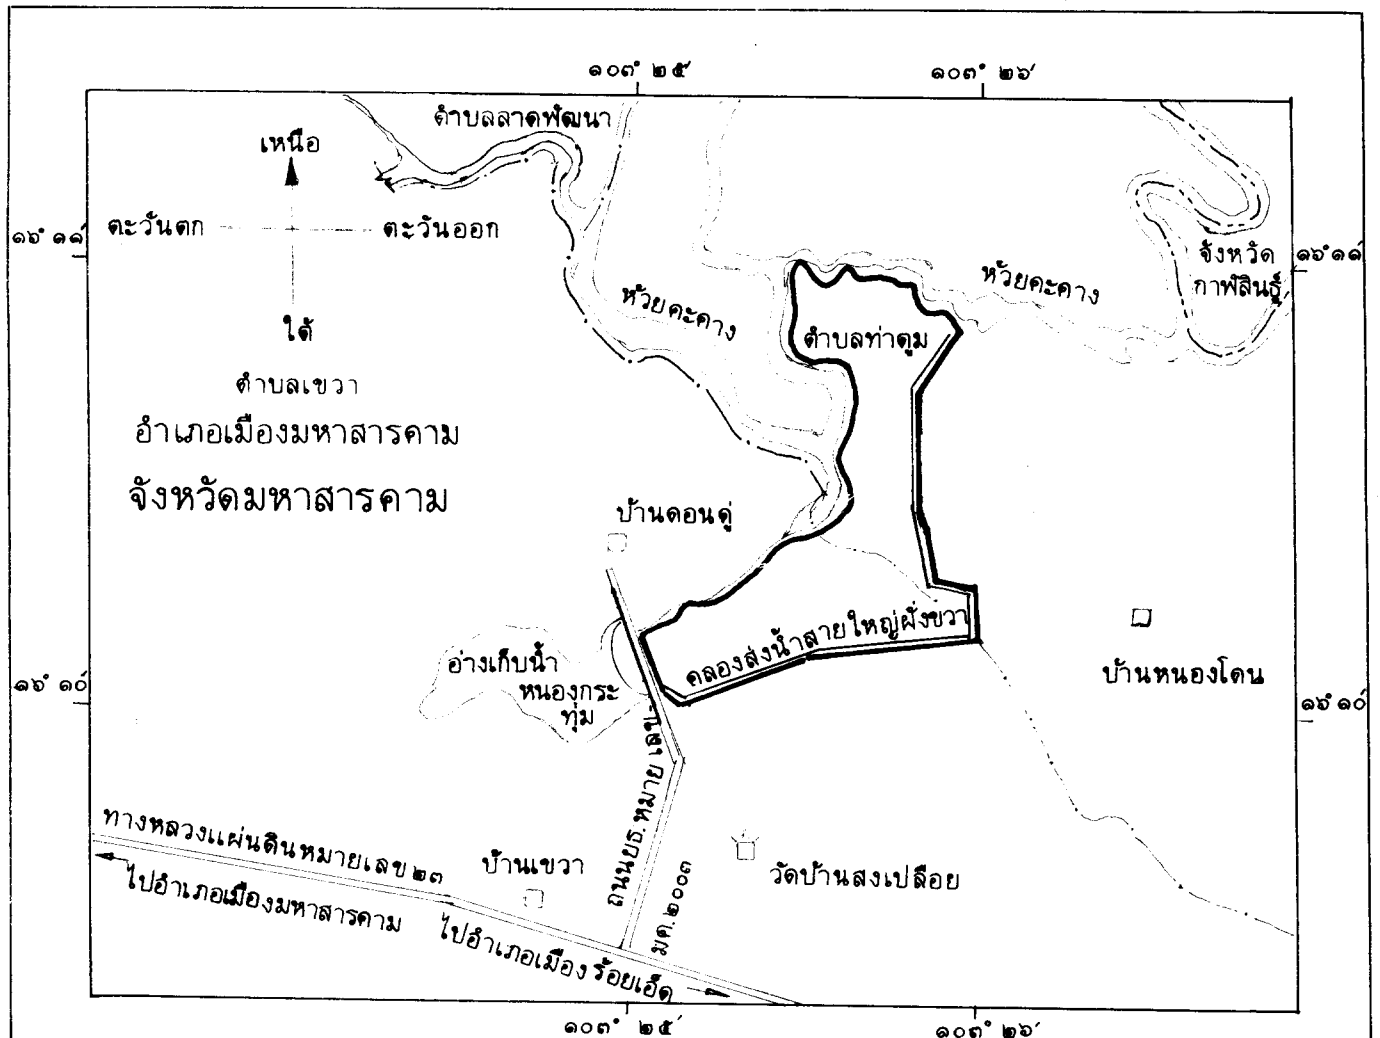 ๑๐๓° ๒๕′
๑๐๓° ๒๖′
ตำบลลาดพัฒนา
เหนือ
ตะวันตก
ตะวันออก
ใต้
๑๖° ๑๑′
๑๖° ๑๑′
จังหวัด
กาฬสินธุ์
ห้วยคะคาง
ห้วยคะคาง
ตำบลท่าตูม
ตำบลเขวา
อำเภอเมืองมหาสารคาม
จังหวัดมหาสารคาม
บ้านดอนดู่
คลองส่งน้ำสายใหญ่ฝั่งขวา
อ่างเก็บน้ำ
หนองกระ
ทุ่ม
บ้านหนองโดน
๑๖° ๑๐′
๑๖° ๑๐′
ถนนยธ.หมายเลข-
มค.๒๐๐๓
ทางหลวงแผ่นดินหมายเลข ๒๓
ไปอำเภอเมืองมหาสารคาม
บ้านเขวา
วัดบ้านสงเปลือย
ไปอำเภอเมืองร้อยเอ็ด
๑๐๓° ๒๕′
๑๐๓° ๒๖′